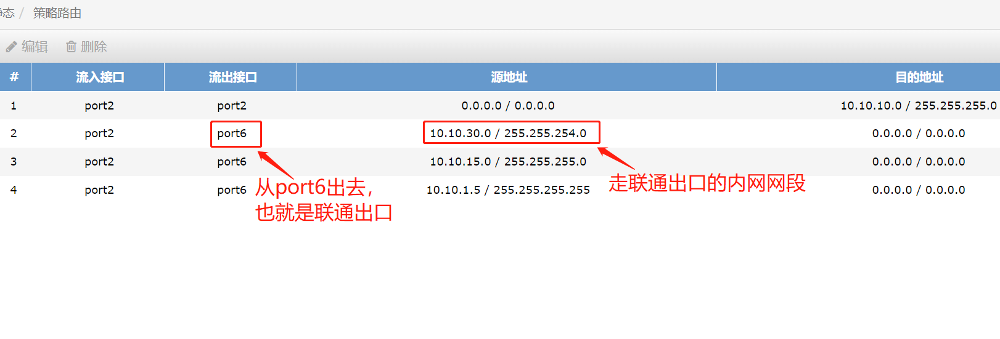 静态 / 策略路由
编辑 删除
# 流入接口 流出接口 源地址 目的地址
1 port2 port2 0.0.0.0 / 0.0.0.0 10.10.10.0 / 255.255.255.0
2 port2 port6 10.10.30.0 / 255.255.254.0 0.0.0.0 / 0.0.0.0
3 port2 port6 10.10.15.0 / 255.255.255.0 0.0.0.0 / 0.0.0.0
4 port2 port6 10.10.1.5 / 255.255.255.255 0.0.0.0 / 0.0.0.0
从port6出去，
也就是联通出口
走联通出口的内网网段